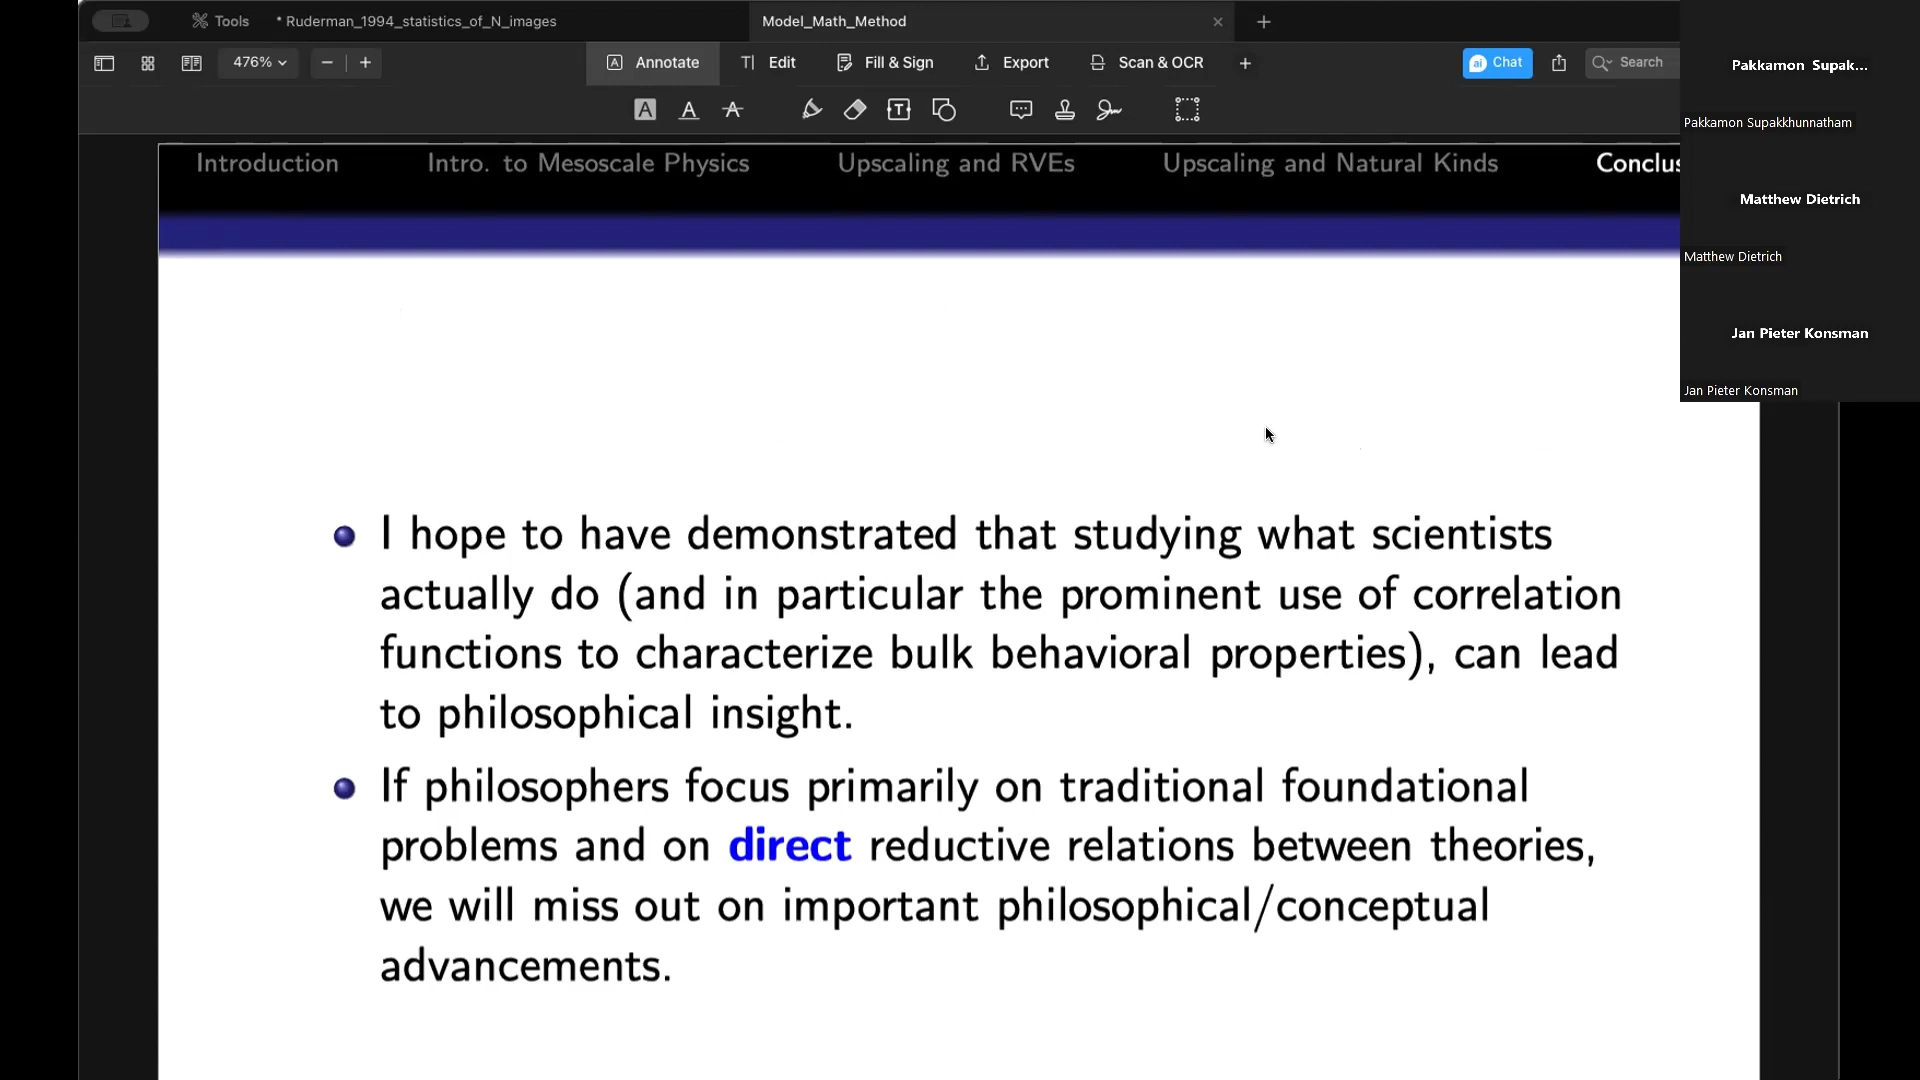 Tools
* Ruderman_1994_statistics_of_N_images
Model_Math_Method
476%
Annotate
Edit
Fill & Sign
Export
Scan & OCR
ai Chat
Search
Introduction
Intro. to Mesoscale Physics
Upscaling and RVEs
Upscaling and Natural Kinds
Conclus
I hope to have demonstrated that studying what scientists
actually do (and in particular the prominent use of correlation
functions to characterize bulk behavioral properties), can lead
to philosophical insight.
If philosophers focus primarily on traditional foundational
problems and on direct reductive relations between theories,
we will miss out on important philosophical/conceptual
advancements.
Pakkamon Supak...
Pakkamon Supakkhunnatham
Matthew Dietrich
Matthew Dietrich
Jan Pieter Konsman
Jan Pieter Konsman